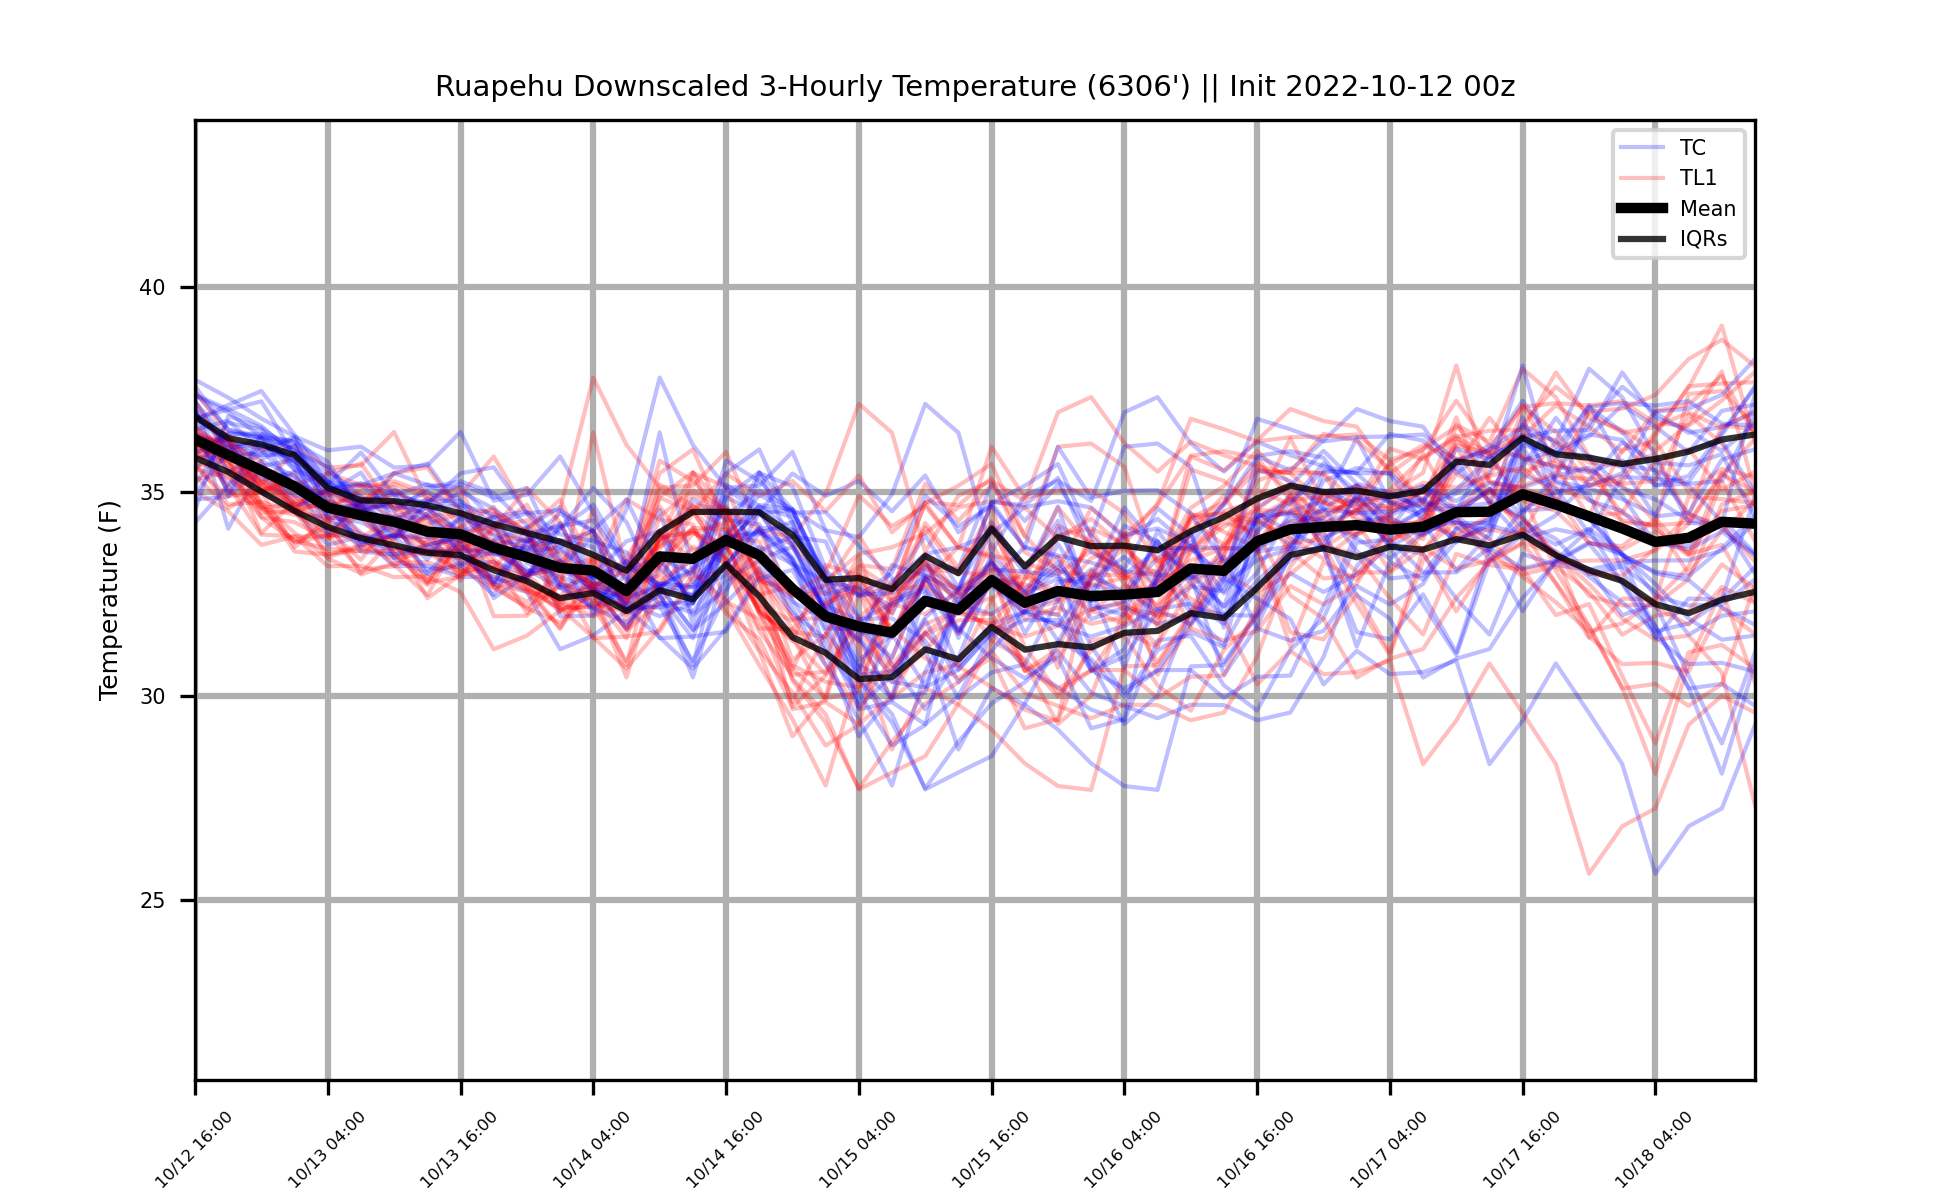 Ruapehu Downscaled 3-Hourly Temperature (6306') || Init 2022-10-12 00z
TC
TL1
Mean
IQRs
Temperature (F)
40
35
30
25
10/12 16:00
10/13 04:00
10/13 16:00
10/14 04:00
10/14 16:00
10/15 04:00
10/15 16:00
10/16 04:00
10/16 16:00
10/17 04:00
10/17 16:00
10/18 04:00